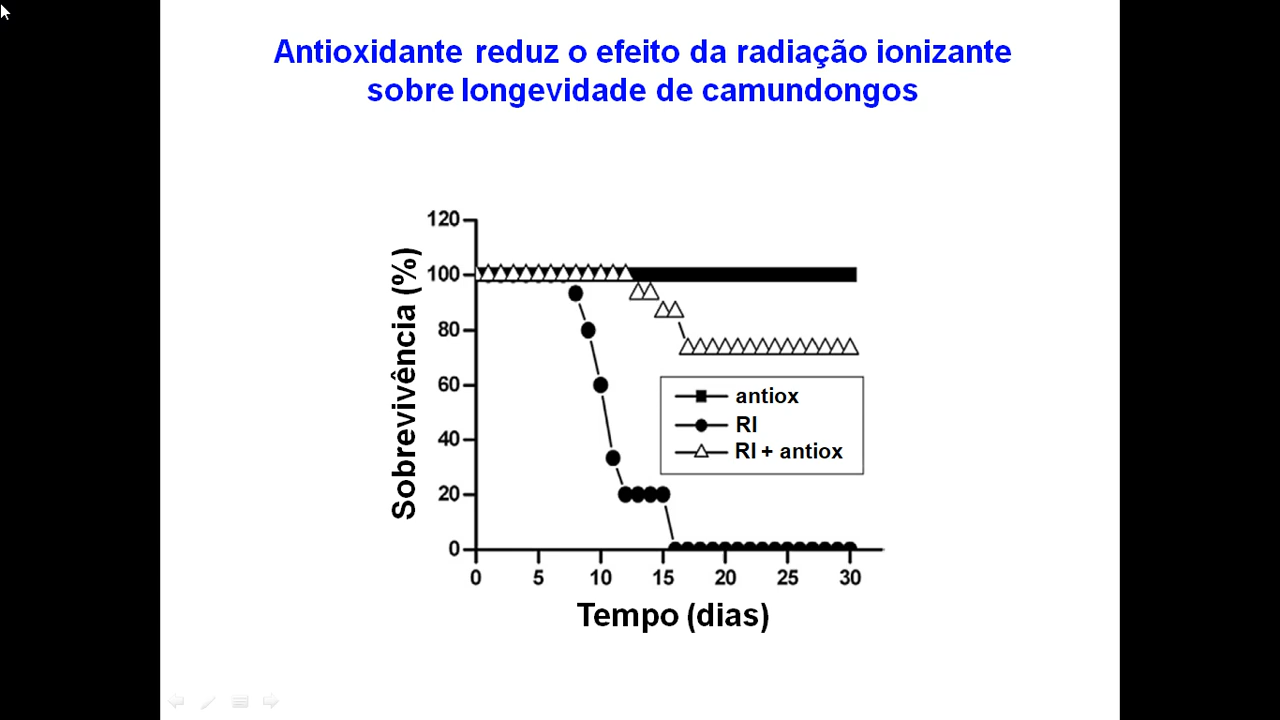 Antioxidante reduz o efeito da radiação ionizante
sobre longevidade de camundongos
120
100
80
60
40
20
0
Sobrevivência (%)
antiox
RI
RI + antiox
0 5 10 15 20 25 30
Tempo (dias)